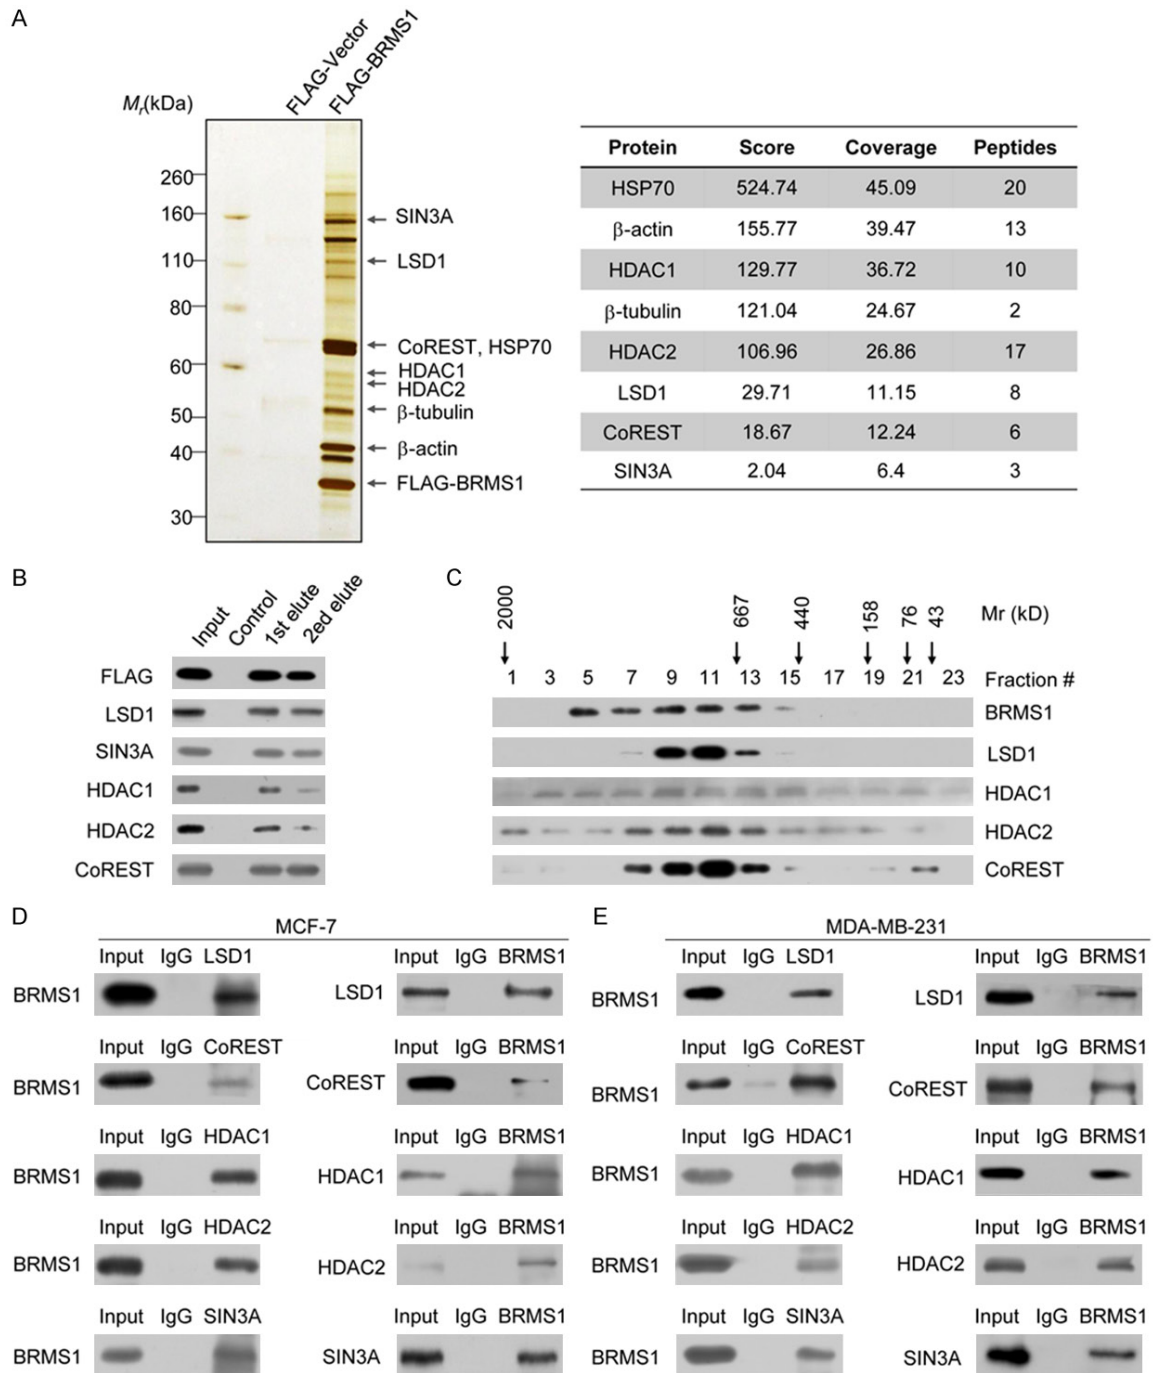 A
FLAG-Vector
FLAG-BRMS1
Mr(kDa)
260
160
110
80
60
50
40
30
SIN3A
LSD1
CoREST, HSP70
HDAC1
HDAC2
β-tubulin
β-actin
FLAG-BRMS1
Protein Score Coverage Peptides
HSP70 524.74 45.09 20
β-actin 155.77 39.47 13
HDAC1 129.77 36.72 10
β-tubulin 121.04 24.67 2
HDAC2 106.96 26.86 17
LSD1 29.71 11.15 8
CoREST 18.67 12.24 6
SIN3A 2.04 6.4 3
B
Input Control 1st elute 2ed elute
FLAG
LSD1
SIN3A
HDAC1
HDAC2
CoREST
C
2000 667 440 158 76 43 Mr (kD)
1 3 5 7 9 11 13 15 17 19 21 23 Fraction #
BRMS1
LSD1
HDAC1
HDAC2
CoREST
D
MCF-7
Input IgG LSD1 Input IgG BRMS1
BRMS1 LSD1
Input IgG CoREST Input IgG BRMS1
BRMS1 CoREST
Input IgG HDAC1 Input IgG BRMS1
BRMS1 HDAC1
Input IgG HDAC2 Input IgG BRMS1
BRMS1 HDAC2
Input IgG SIN3A Input IgG BRMS1
BRMS1 SIN3A
E
MDA-MB-231
Input IgG LSD1 Input IgG BRMS1
BRMS1 LSD1
Input IgG CoREST Input IgG BRMS1
BRMS1 CoREST
Input IgG HDAC1 Input IgG BRMS1
BRMS1 HDAC1
Input IgG HDAC2 Input IgG BRMS1
BRMS1 HDAC2
Input IgG SIN3A Input IgG BRMS1
BRMS1 SIN3A